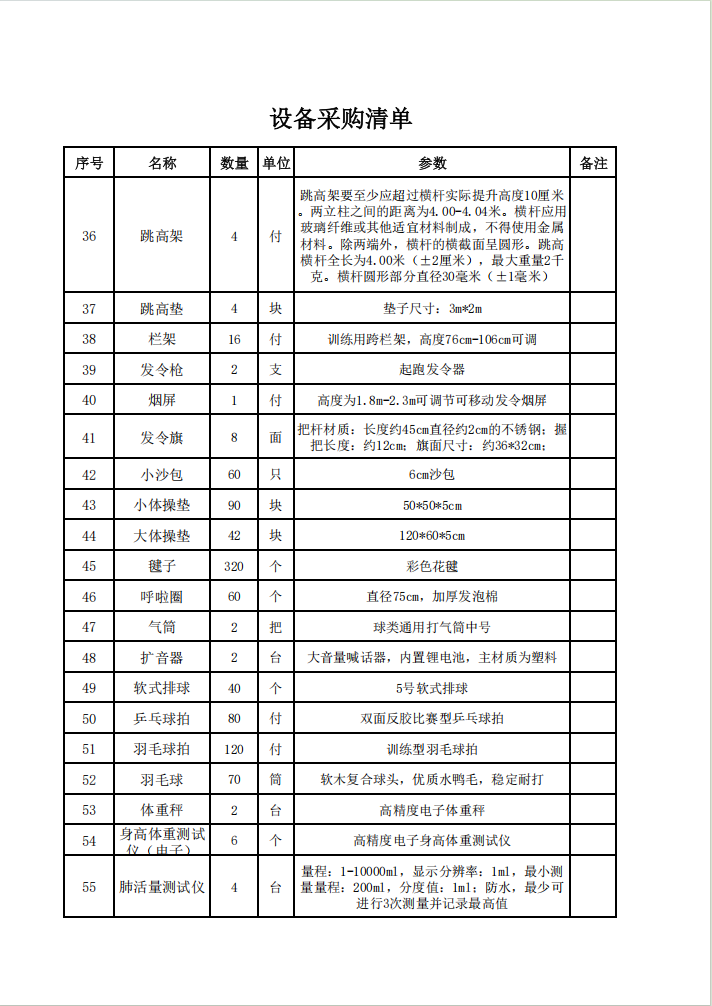 设备采购清单
序号 名称 数量 单位 参数 备注
36 跳高架 4 付 跳高架要至少应超过横杆实际提升高度10厘米
。两立柱之间的距离为4.00-4.04米。横杆应用
玻璃纤维或其他适宜材料制成，不得使用金属
材料。除两端外，横杆的横截面呈圆形。跳高
横杆全长为4.00米（±2厘米），最大重量2千
克。横杆圆形部分直径30毫米（±1毫米）
37 跳高垫 4 块 垫子尺寸：3m*2m
38 栏架 16 付 训练用跨栏架，高度76cm-106cm可调
39 发令枪 2 支 起跑发令器
40 烟屏 1 付 高度为1.8m-2.3m可调节可移动发令烟屏
41 发令旗 8 面 把杆材质：长度约45cm直径约2cm的不锈钢；握
把长度：约12cm；旗面尺寸：约36*32cm；
42 小沙包 60 只 6cm沙包
43 小体操垫 90 块 50*50*5cm
44 大体操垫 42 块 120*60*5cm
45 毽子 320 个 彩色花毽
46 呼啦圈 60 个 直径75cm，加厚发泡棉
47 气筒 2 把 球类通用打气筒中号
48 扩音器 2 台 大音量喊话器，内置锂电池，主材质为塑料
49 软式排球 40 个 5号软式排球
50 乒乓球拍 80 付 双面反胶比赛型乒乓球拍
51 羽毛球拍 120 付 训练型羽毛球拍
52 羽毛球 70 筒 软木复合球头，优质水鸭毛，稳定耐打
53 体重秤 2 台 高精度电子体重秤
54 身高体重测试
仪（电子） 6 个 高精度电子身高体重测试仪
55 肺活量测试仪 4 台 量程：1-10000ml，显示分辨率：1ml，最小测
量量程：200ml，分度值：1ml；防水，最少可
进行3次测量并记录最高值